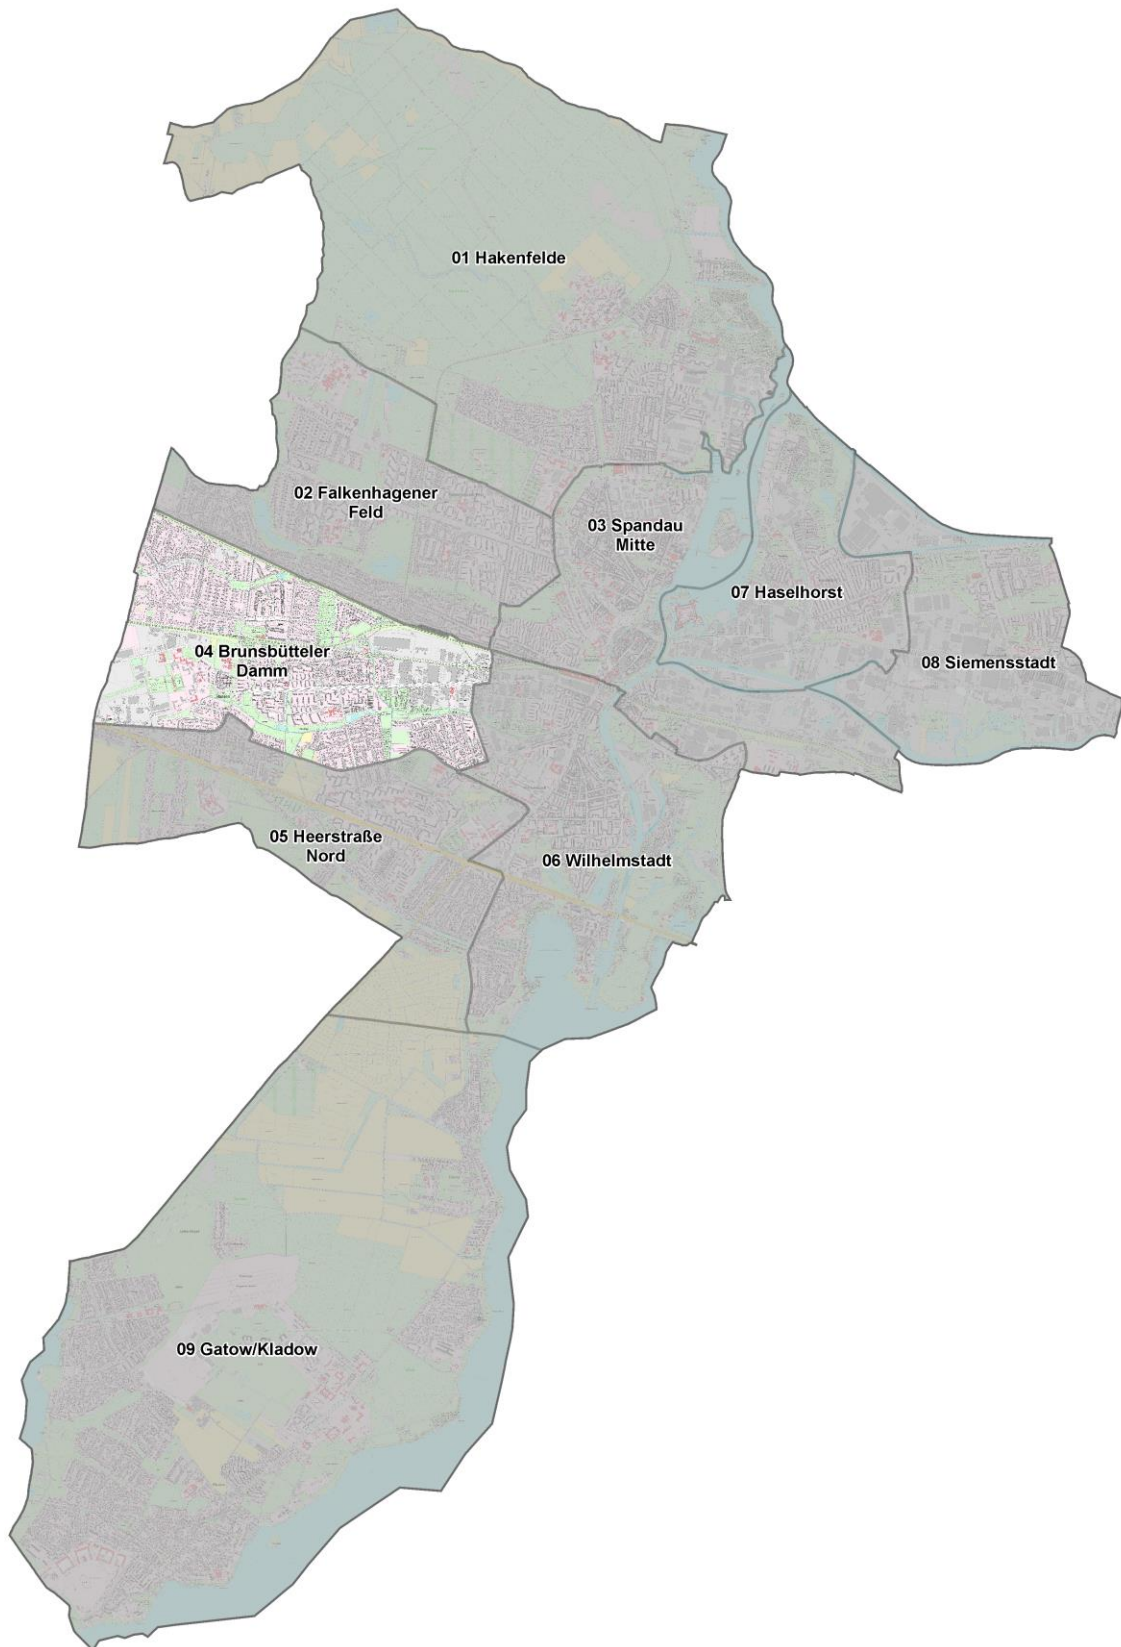 01 Hakenfelde
02 Falkenhagener
Feld
03 Spandau
Mitte
07 Haselhorst
04 Brunsbütteler
Damm
08 Siemensstadt
05 Heerstraße
Nord
06 Wilhelmstadt
09 Gatow/Kladow